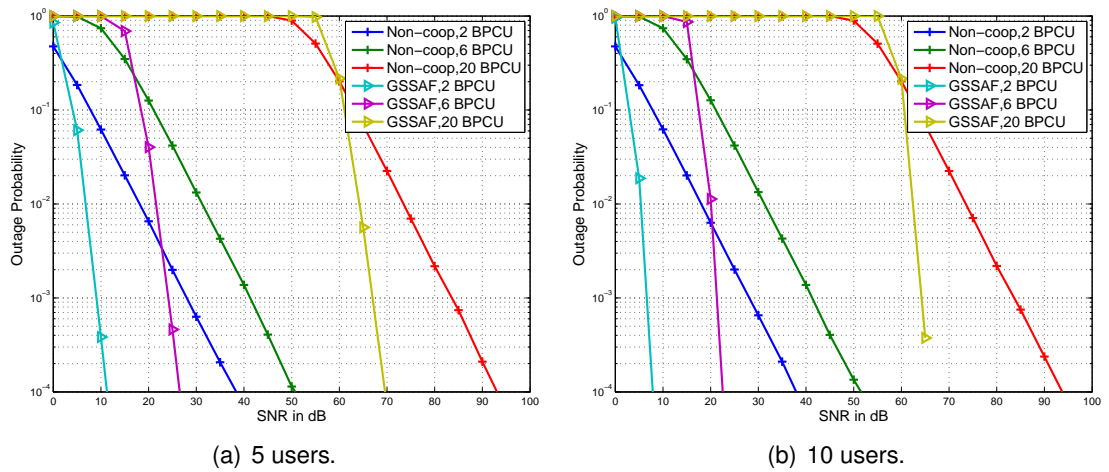 10^0
10^-1
10^-2
10^-3
10^-4
Outage Probability
0 10 20 30 40 50 60 70 80 90 100
SNR in dB
Non−coop,2 BPCU
Non−coop,6 BPCU
Non−coop,20 BPCU
GSSAF,2 BPCU
GSSAF,6 BPCU
GSSAF,20 BPCU
(a) 5 users.
10^0
10^-1
10^-2
10^-3
10^-4
Outage Probability
0 10 20 30 40 50 60 70 80 90 100
SNR in dB
Non−coop,2 BPCU
Non−coop,6 BPCU
Non−coop,20 BPCU
GSSAF,2 BPCU
GSSAF,6 BPCU
GSSAF,20 BPCU
(b) 10 users.